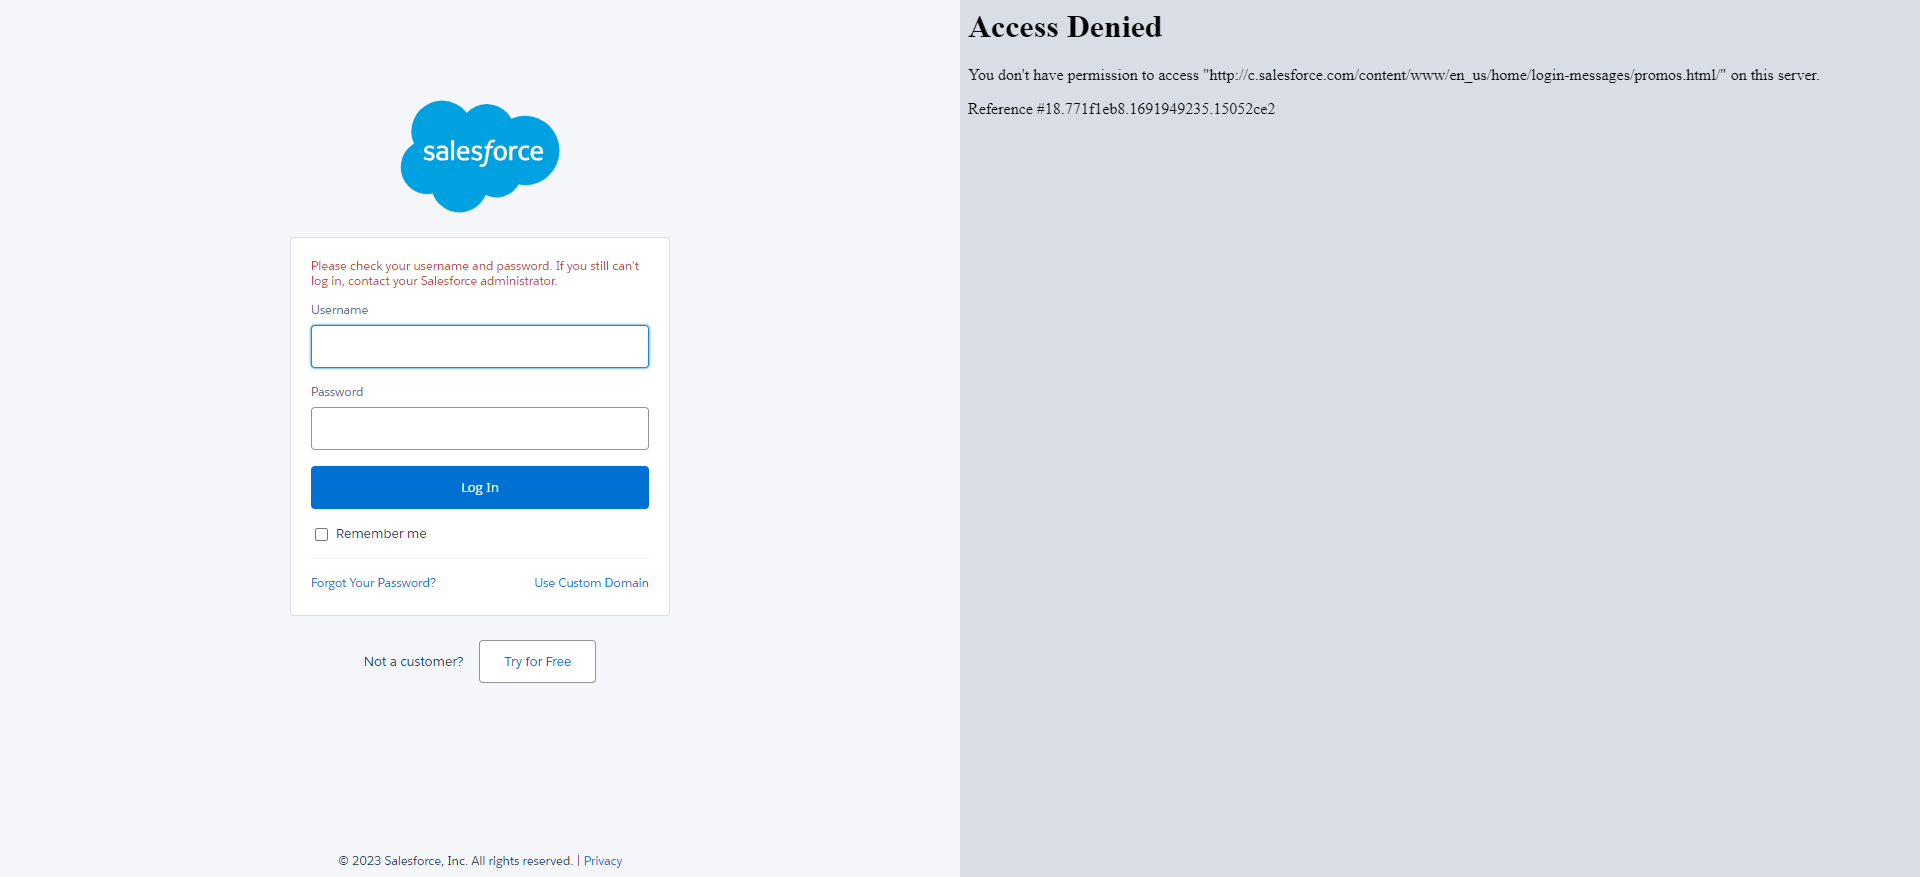 salesforce
Please check your username and password. If you still can't
log in, contact your Salesforce administrator.
Username
Password
Log In
Remember me
Forgot Your Password?
Use Custom Domain
Not a customer?
Try for Free
© 2023 Salesforce, Inc. All rights reserved. | Privacy
Access Denied
You don't have permission to access "http://c.salesforce.com/content/www/en_us/home/login-messages/promos.html/" on this server.
Reference #18.771f1eb8.1691949235.15052ce2